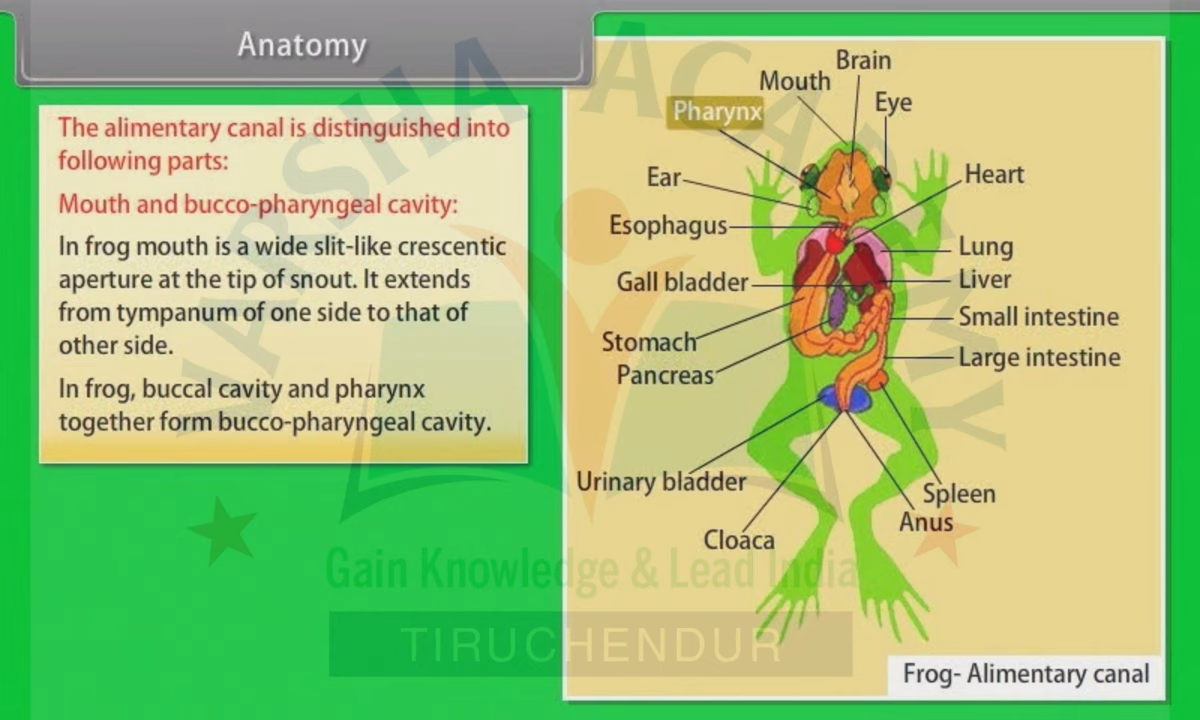 Anatomy
The alimentary canal is distinguished into
following parts:
Mouth and bucco-pharyngeal cavity:
In frog mouth is a wide slit-like crescentic
aperture at the tip of snout. It extends
from tympanum of one side to that of
other side.
In frog, buccal cavity and pharynx
together form bucco-pharyngeal cavity.
Brain
Mouth
Eye
Pharynx
Ear
Heart
Esophagus
Lung
Gall bladder
Liver
Small intestine
Stomach
Large intestine
Pancreas
Urinary bladder
Spleen
Anus
Cloaca
Frog- Alimentary canal
VARSHA ACADEMY
Gain Knowledge & Lead India
TIRUCHENDUR